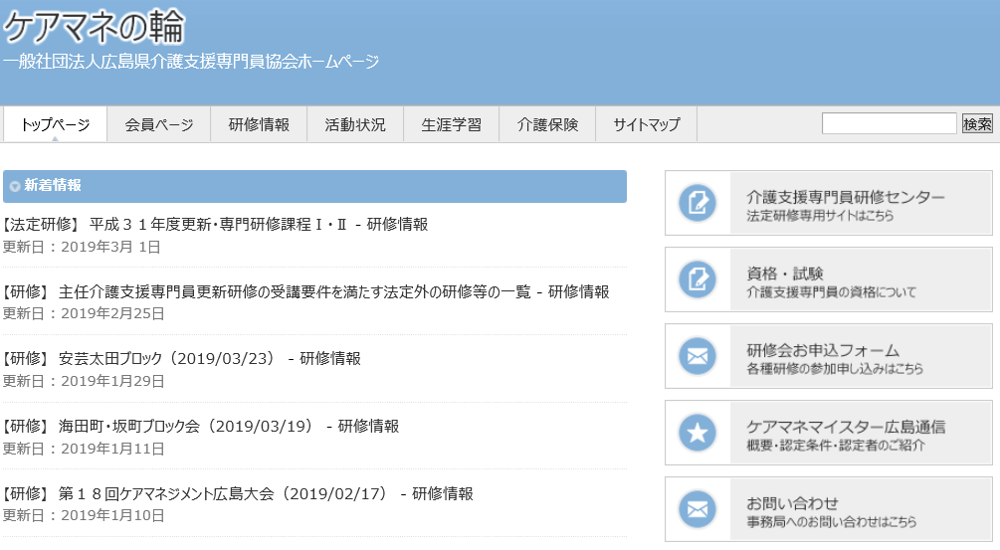 ケアマネの輪
一般社団法人広島県介護支援専門員協会ホームページ
トップページ
会員ページ
研修情報
活動状況
生涯学習
介護保険
サイトマップ
検索
新着情報
【法定研修】 平成３１年度更新･専門研修課程Ⅰ・Ⅱ - 研修情報
更新日：2019年3月 1日
【研修】 主任介護支援専門員更新研修の受講要件を満たす法定外の研修等の一覧 - 研修情報
更新日：2019年2月25日
【研修】 安芸太田ブロック（2019/03/23） - 研修情報
更新日：2019年1月29日
【研修】 海田町･坂町ブロック会（2019/03/19） - 研修情報
更新日：2019年1月11日
【研修】 第１８回ケアマネジメント広島大会（2019/02/17） - 研修情報
更新日：2019年1月10日
介護支援専門員研修センター
法定研修専用サイトはこちら
資格・試験
介護支援専門員の資格について
研修会お申込フォーム
各種研修の参加申し込みはこちら
ケアマネマイスター広島通信
概要･認定条件･認定者のご紹介
お問い合わせ
事務局へのお問い合わせはこちら